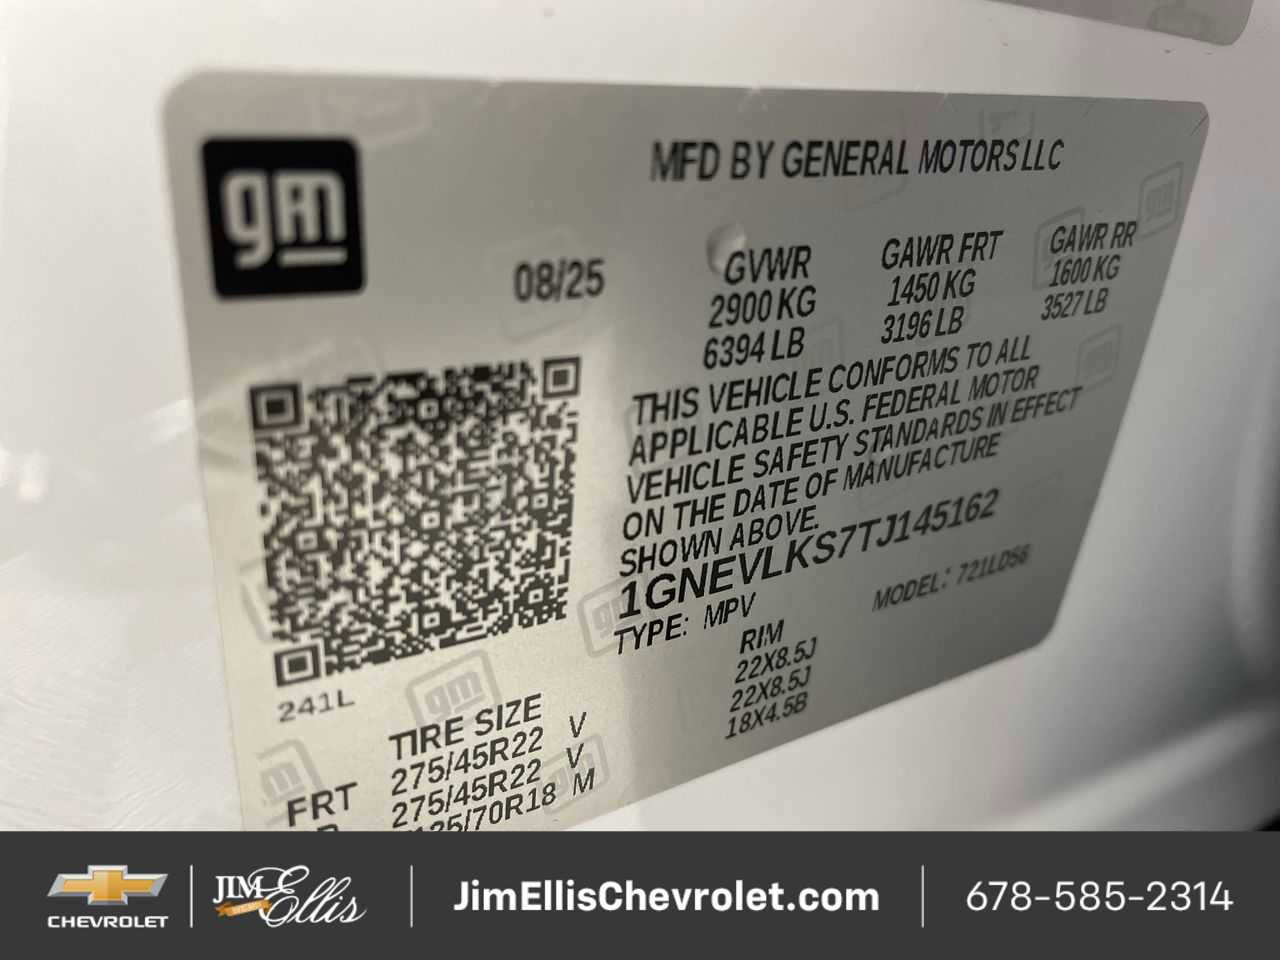 gm
MFD BY GENERAL MOTORS LLC
08/25
GVWR GAWR FRT GAWR RR
2900 KG 1450 KG 1600 KG
6394 LB 3196 LB 3527 LB
THIS VEHICLE CONFORMS TO ALL
APPLICABLE U.S. FEDERAL MOTOR
VEHICLE SAFETY STANDARDS IN EFFECT
ON THE DATE OF MANUFACTURE
SHOWN ABOVE.
1GNEVLKS7TJ145162
TYPE: MPV MODEL: 721LDS6
241L
TIRE SIZE RIM
FRT 275/45R22 V 22X8.5J
275/45R22 V 22X8.5J
/70R18 M 18X4.5B
CHEVROLET
JIM Ellis
JimEllisChevrolet.com
678-585-2314